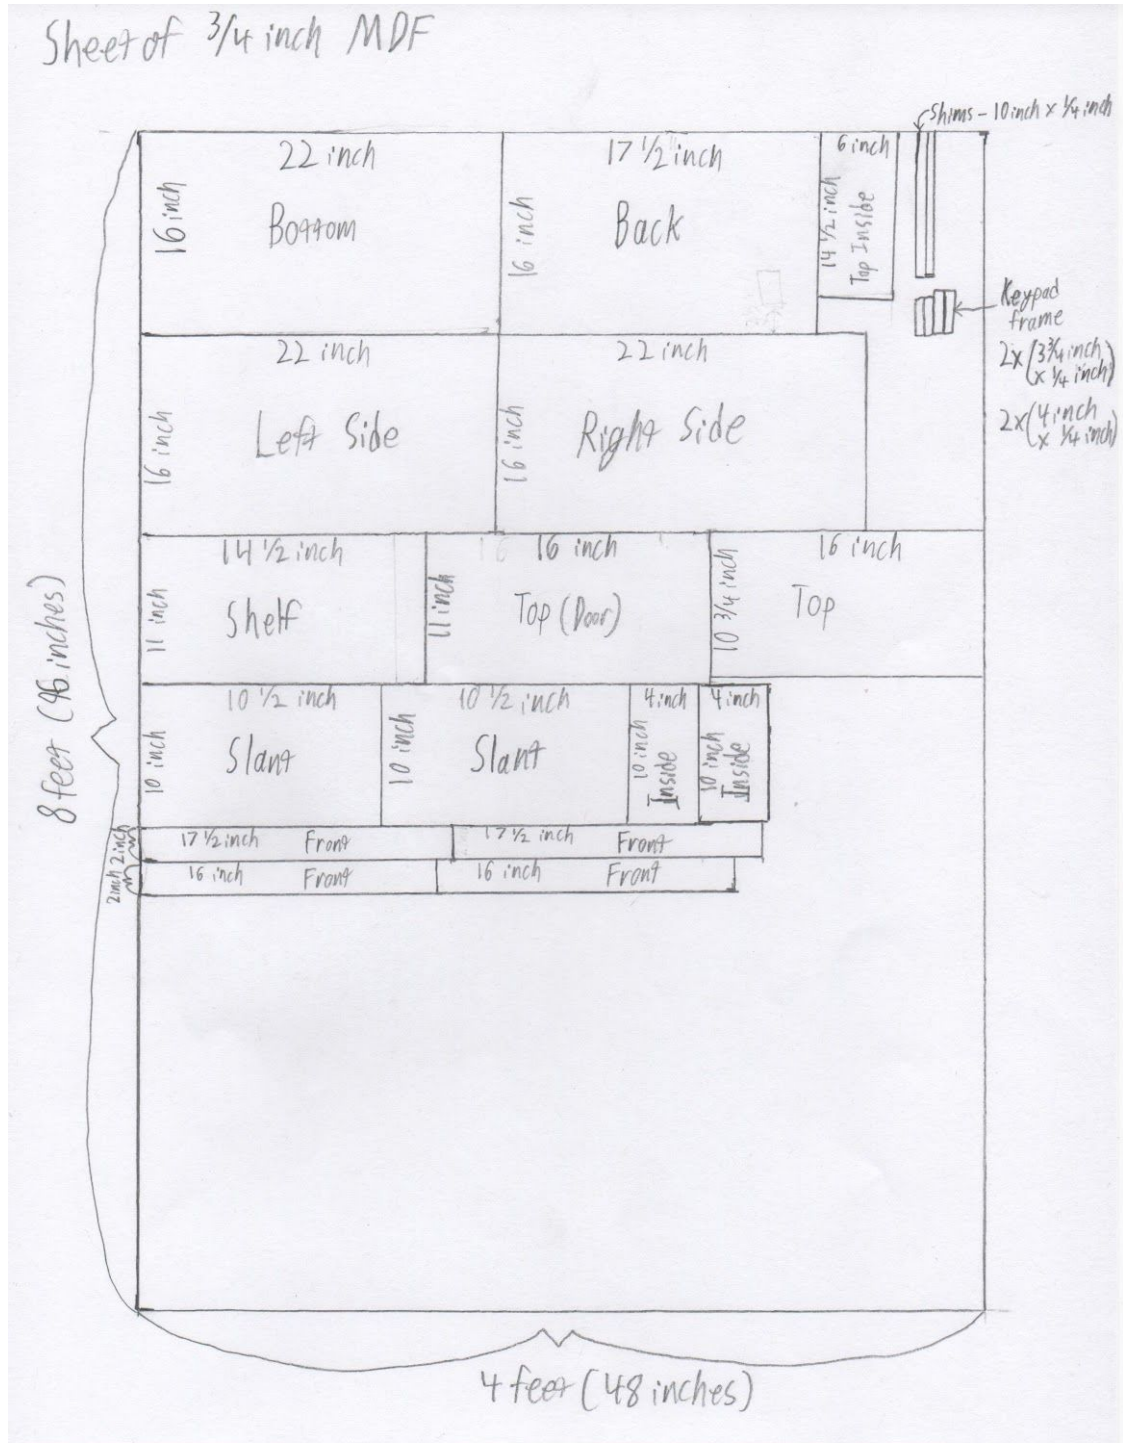 Sheet of 3/4 inch MDF
Shims - 10 inch x 1/4 inch
22 inch
16 inch
Bottom
17 1/2 inch
16 inch
Back
6 inch
14 1/2 inch
Top Inside
Keypad
frame
2x (3 3/4 inch
x 1/4 inch)
2x (4 inch
x 1/4 inch)
22 inch
16 inch
Left Side
22 inch
16 inch
Right Side
14 1/2 inch
11 inch
Shelf
16 inch
11 inch
Top (Door)
16 inch
10 3/4 inch
Top
10 1/2 inch
10 inch
Slant
10 1/2 inch
10 inch
Slant
4 inch
10 inch
Inside
4 inch
10 inch
Inside
2 inch
17 1/2 inch Front
17 1/2 inch Front
2 inch
16 inch Front
16 inch Front
8 feet (96 inches)
4 feet (48 inches)